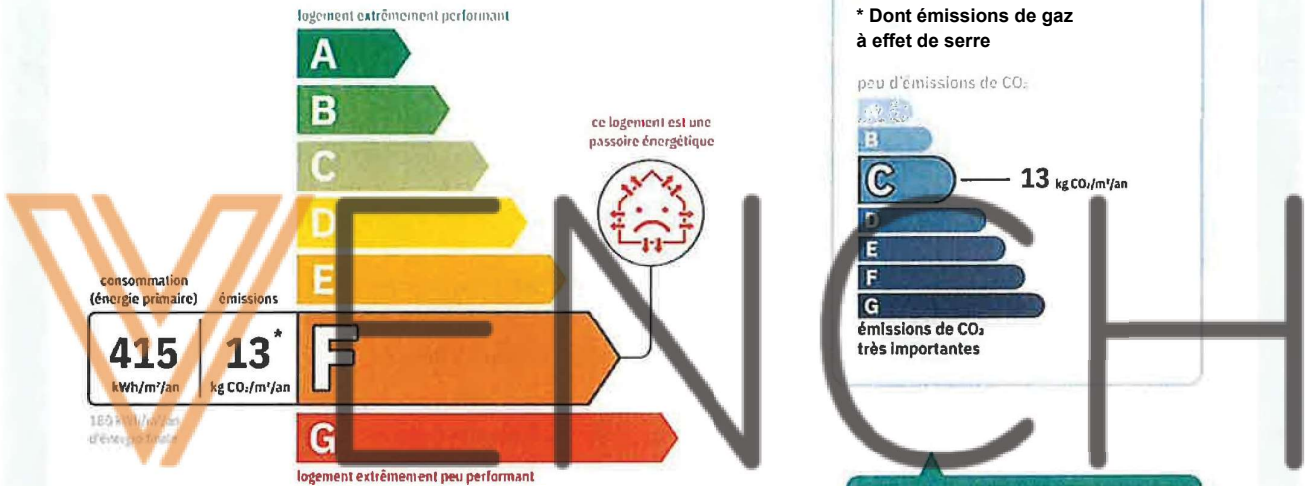 logement extrêmement performant
A
B
C
D
E
F
G
logement extrêmement peu performant
consommation
(énergie primaire)
émissions
415
kWh/m²/an
13*
kg CO₂/m²/an
d'énergie finale
ce logement est une
passoire énergétique
* Dont émissions de gaz
à effet de serre
peu d'émissions de CO₂
B
C
13 kg CO₂/m²/an
D
E
F
G
émissions de CO₂
très importantes
VENCH